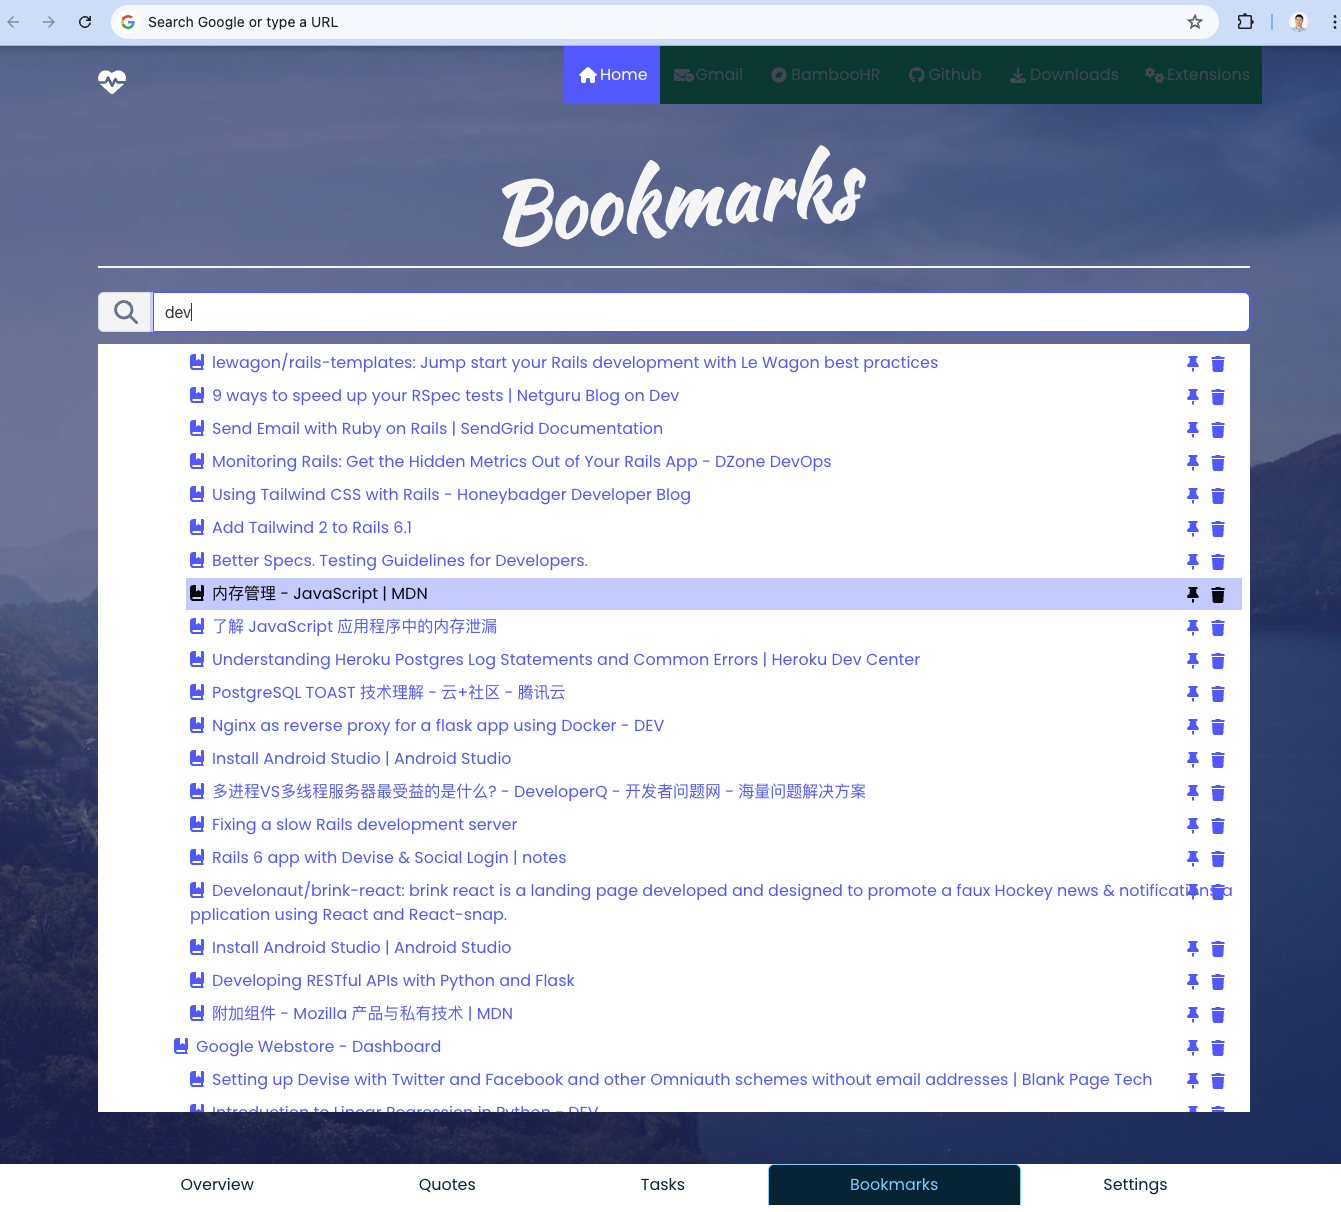 Search Google or type a URL
Home Gmail BambooHR Github Downloads Extensions
Bookmarks
dev
lewagon/rails-templates: Jump start your Rails development with Le Wagon best practices
9 ways to speed up your RSpec tests | Netguru Blog on Dev
Send Email with Ruby on Rails | SendGrid Documentation
Monitoring Rails: Get the Hidden Metrics Out of Your Rails App - DZone DevOps
Using Tailwind CSS with Rails - Honeybadger Developer Blog
Add Tailwind 2 to Rails 6.1
Better Specs. Testing Guidelines for Developers.
内存管理 - JavaScript | MDN
了解 JavaScript 应用程序中的内存泄漏
Understanding Heroku Postgres Log Statements and Common Errors | Heroku Dev Center
PostgreSQL TOAST 技术理解 - 云+社区 - 腾讯云
Nginx as reverse proxy for a flask app using Docker - DEV
Install Android Studio | Android Studio
多进程VS多线程服务器最受益的是什么? - DeveloperQ - 开发者问题网 - 海量问题解决方案
Fixing a slow Rails development server
Rails 6 app with Devise & Social Login | notes
Develonaut/brink-react: brink react is a landing page developed and designed to promote a faux Hockey news & notifications a
pplication using React and React-snap.
Install Android Studio | Android Studio
Developing RESTful APIs with Python and Flask
附加组件 - Mozilla 产品与私有技术 | MDN
Google Webstore - Dashboard
Setting up Devise with Twitter and Facebook and other Omniauth schemes without email addresses | Blank Page Tech
Introduction to Linear Regression in Python - DEV
Overview Quotes Tasks Bookmarks Settings